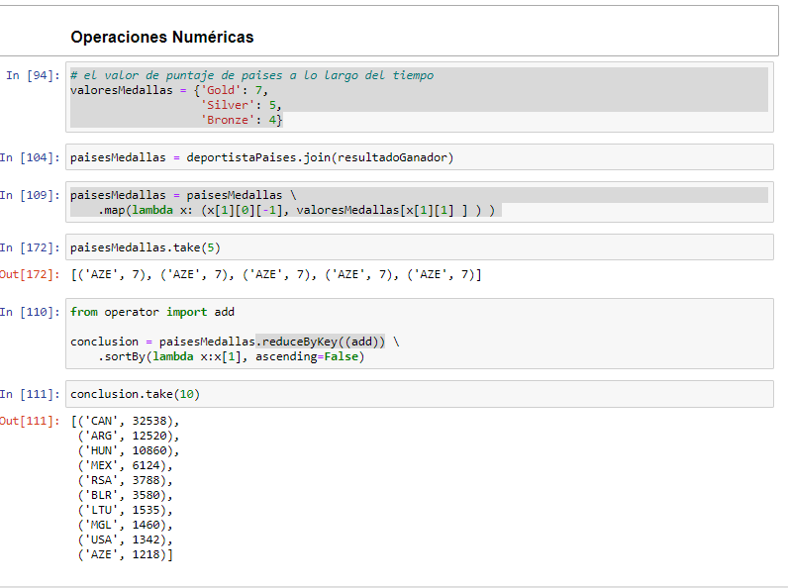 Operaciones Numéricas
In [94]: # el valor de puntaje de paises a lo largo del tiempo
valoresMedallas = {'Gold': 7,
'Silver': 5,
'Bronze': 4}
In [104]: paisesMedallas = deportistaPaises.join(resultadoGanador)
In [109]: paisesMedallas = paisesMedallas \
.map(lambda x: (x[1][0][-1], valoresMedallas[x[1][1] ] ) )
In [172]: paisesMedallas.take(5)
Out[172]: [('AZE', 7), ('AZE', 7), ('AZE', 7), ('AZE', 7), ('AZE', 7)]
In [110]: from operator import add
conclusion = paisesMedallas.reduceByKey((add)) \
.sortBy(lambda x:x[1], ascending=False)
In [111]: conclusion.take(10)
Out[111]: [('CAN', 32538),
('ARG', 12520),
('HUN', 10860),
('MEX', 6124),
('RSA', 3788),
('BLR', 3580),
('LTU', 1535),
('MGL', 1460),
('USA', 1342),
('AZE', 1218)]